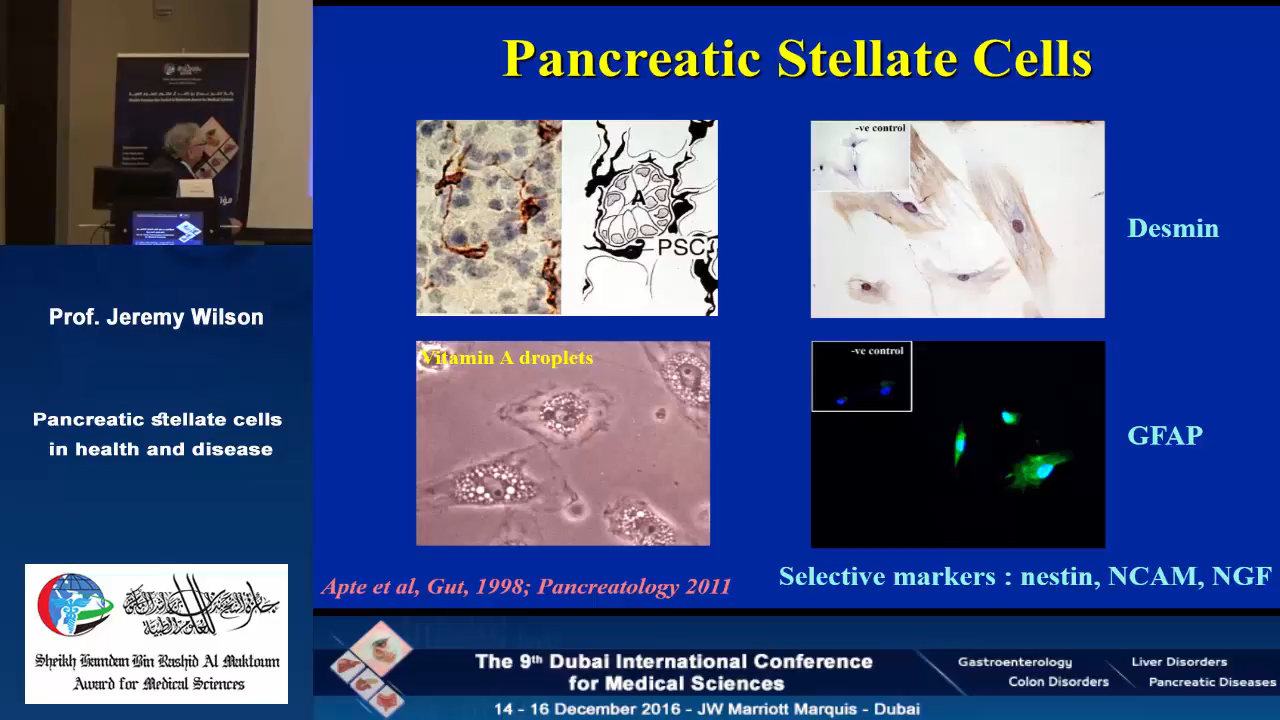 Pancreatic Stellate Cells
-ve control
A
PSC
Desmin
Vitamin A droplets
-ve control
GFAP
Apte et al, Gut, 1998; Pancreatology 2011
Selective markers : nestin, NCAM, NGF
Prof. Jeremy Wilson
Pancreatic stellate cells
in health and disease
Sheikh Hamdan Bin Rashid Al Maktoum
Award for Medical Sciences
The 9th Dubai International Conference
for Medical Sciences
14 - 16 December 2016 - JW Marriott Marquis - Dubai
Gastroenterology
Liver Disorders
Colon Disorders
Pancreatic Diseases